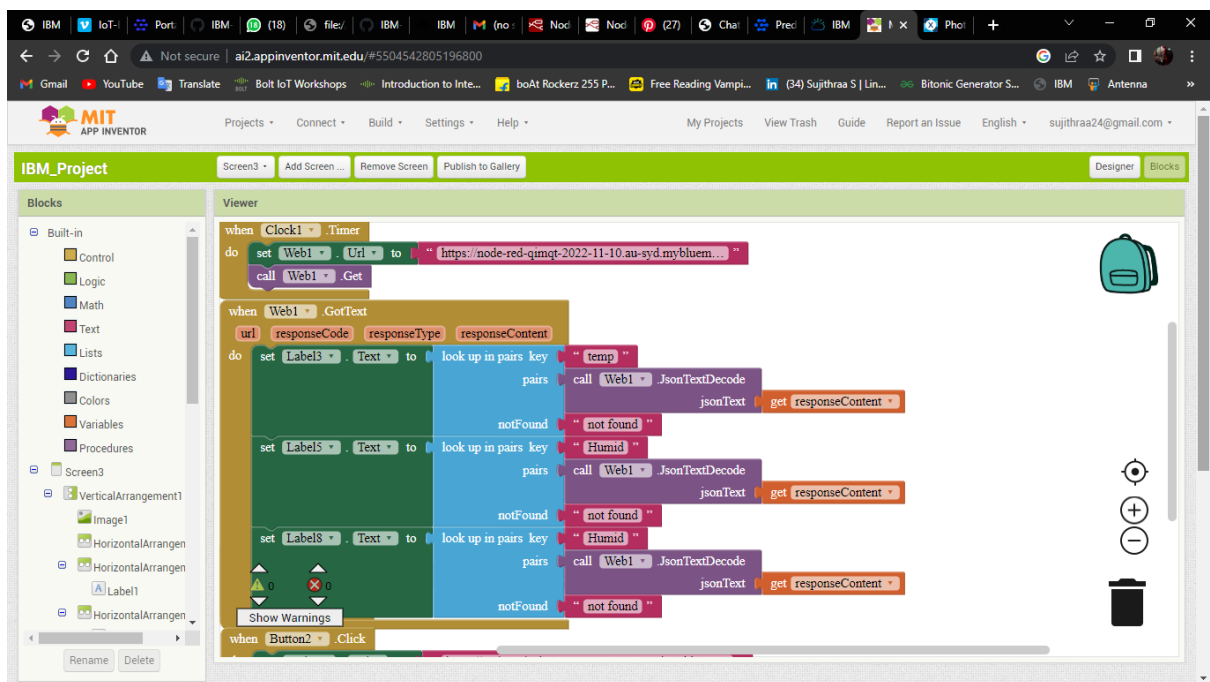 IBM IoT-I Porta IBM- (18) file:/ IBM- IBM (no s Nod Nod (27) Chat Pred IBM Phot
Not secure ai2.appinventor.mit.edu/#5504542805196800
Gmail YouTube Translate Bolt IoT Workshops Introduction to Inte... boAt Rockerz 255 P... Free Reading Vampi... (34) Sujithraa S | Lin... Bitonic Generator S... IBM Antenna »
MIT
APP INVENTOR
Projects Connect Build Settings Help My Projects View Trash Guide Report an Issue English sujithraa24@gmail.com
IBM_Project Screen3 Add Screen ... Remove Screen Publish to Gallery Designer Blocks
Blocks Viewer
Built-in
Control
Logic
Math
Text
Lists
Dictionaries
Colors
Variables
Procedures
Screen3
VerticalArrangement1
Image1
HorizontalArrangen
HorizontalArrangen
Label1
HorizontalArrangen
Rename Delete
when Clock1 .Timer
do set Web1 . Url to " https://node-red-qimqt-2022-11-10.au-syd.mybluem... "
call Web1 .Get
when Web1 .GotText
url responseCode responseType responseContent
do set Label3 . Text to look up in pairs key " temp "
pairs call Web1 .JsonTextDecode
jsonText get responseContent
notFound " not found "
set Label5 . Text to look up in pairs key " Humid "
pairs call Web1 .JsonTextDecode
jsonText get responseContent
notFound " not found "
set Label8 . Text to look up in pairs key " Humid "
pairs call Web1 .JsonTextDecode
0 0 jsonText get responseContent
notFound " not found "
Show Warnings
when Button2 .Click